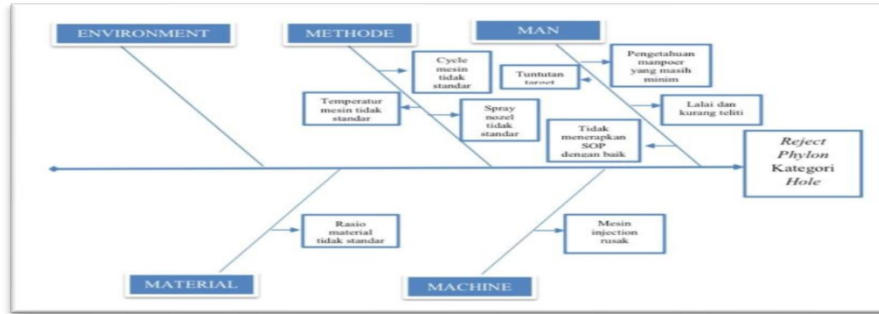 ENVIRONMENT
METHODE
MAN
Cycle
mesin
tidak
standar
Temperatur
mesin tidak
standar
Spray
nozel
tidak
standar
Pengetahuan
manpoer
yang masih
minim
Tuntutan
target
Lalai dan
kurang teliti
Tidak
menerapkan
SOP
dengan baik
Reject
Phylon
Kategori
Hole
Rasio
material
tidak standar
Mesin
injection
rusak
MATERIAL
MACHINE